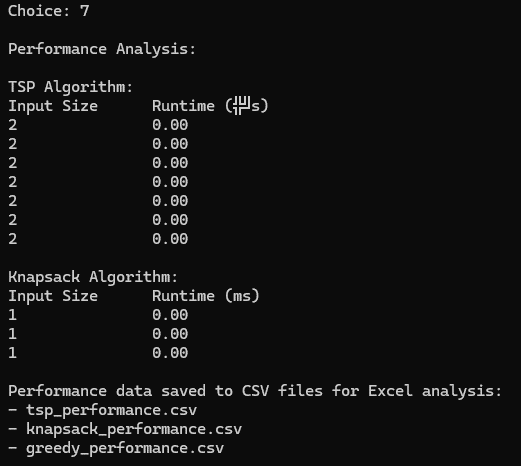 Choice: 7
Performance Analysis:
TSP Algorithm:
Input Size Runtime (╬╝s)
2 0.00
2 0.00
2 0.00
2 0.00
2 0.00
2 0.00
2 0.00
Knapsack Algorithm:
Input Size Runtime (ms)
1 0.00
1 0.00
1 0.00
Performance data saved to CSV files for Excel analysis:
- tsp_performance.csv
- knapsack_performance.csv
- greedy_performance.csv